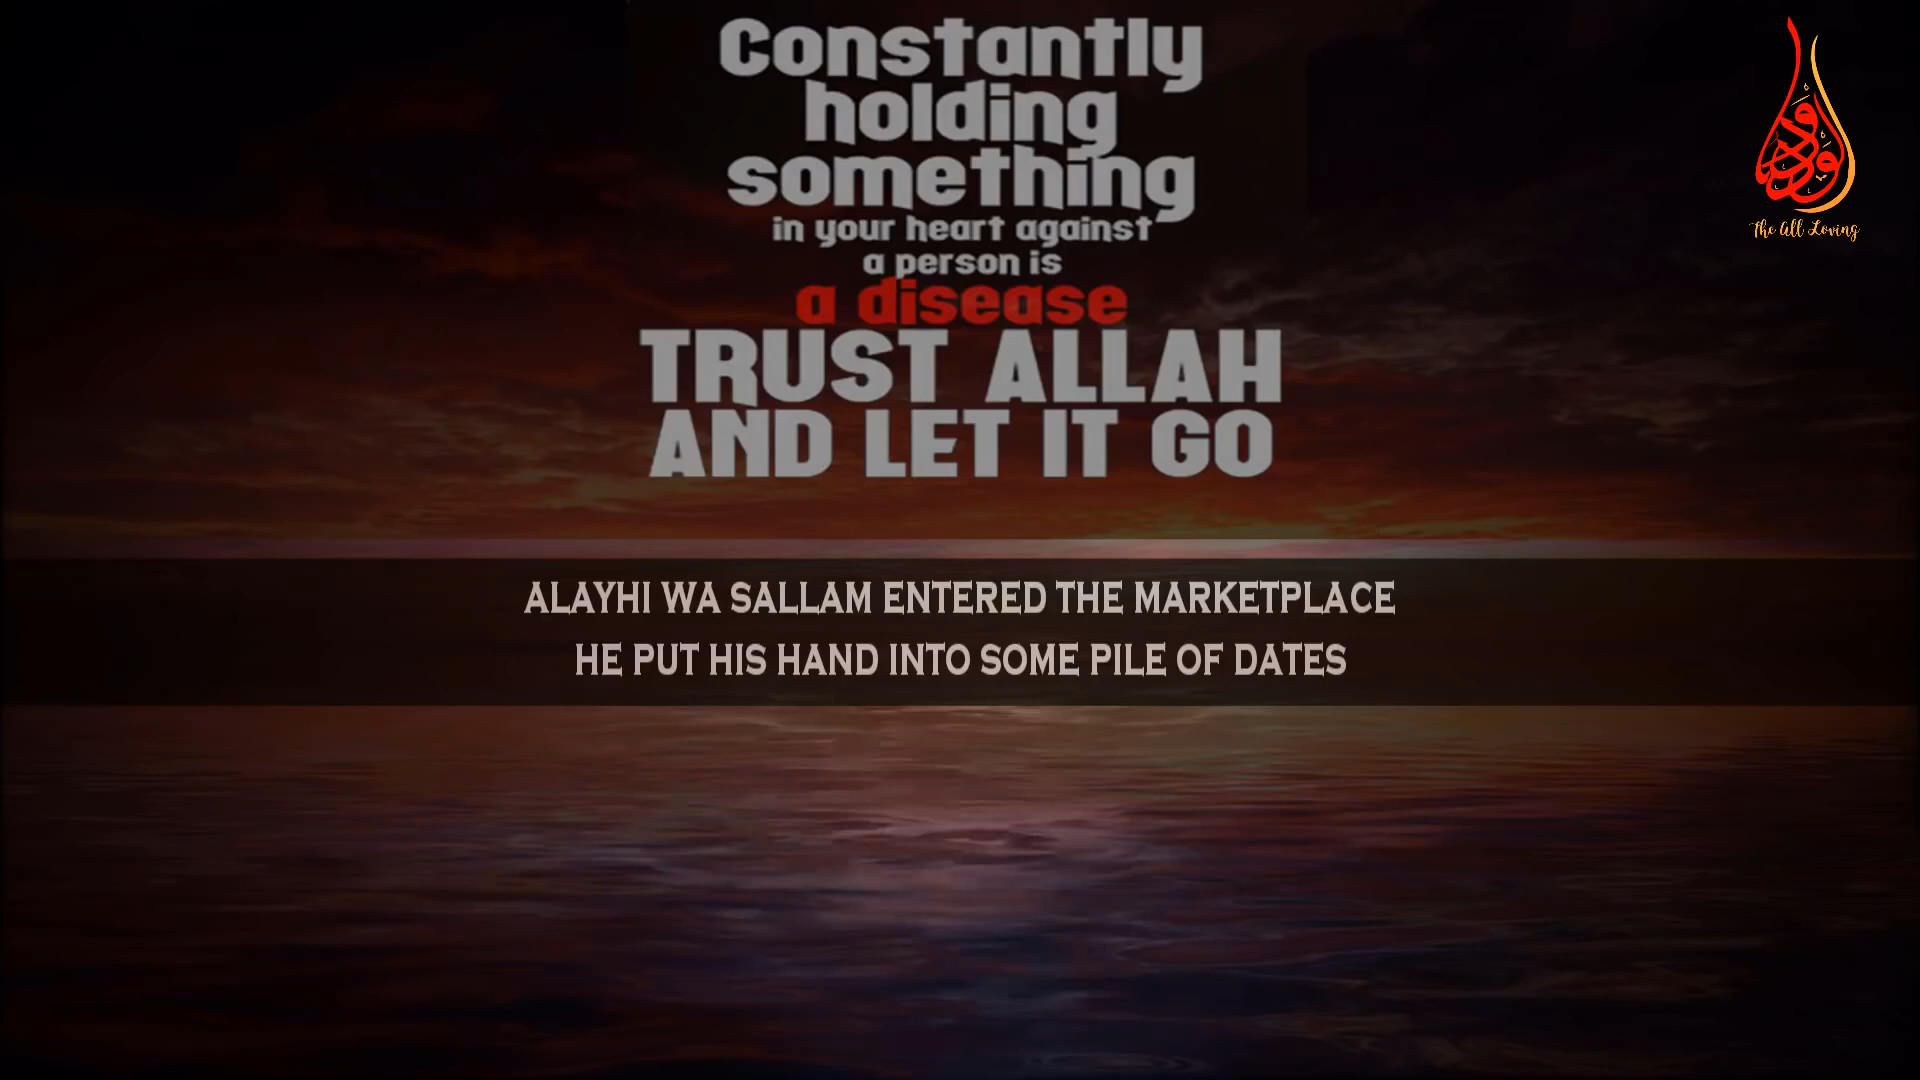 Constantly
holding
something
in your heart against
a person is
a disease
TRUST ALLAH
AND LET IT GO
The All Loving
ALAYHI WA SALLAM ENTERED THE MARKETPLACE
HE PUT HIS HAND INTO SOME PILE OF DATES